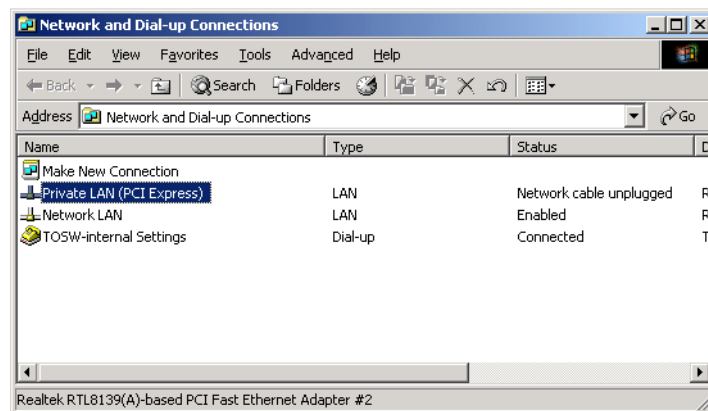 Network and Dial-up Connections
File Edit View Favorites Tools Advanced Help
Back Search Folders
Address Network and Dial-up Connections Go
Name Type Status
Make New Connection
Private LAN (PCI Express) LAN Network cable unplugged
Network LAN LAN Enabled
TOSW-internal Settings Dial-up Connected
Realtek RTL8139(A)-based PCI Fast Ethernet Adapter #2